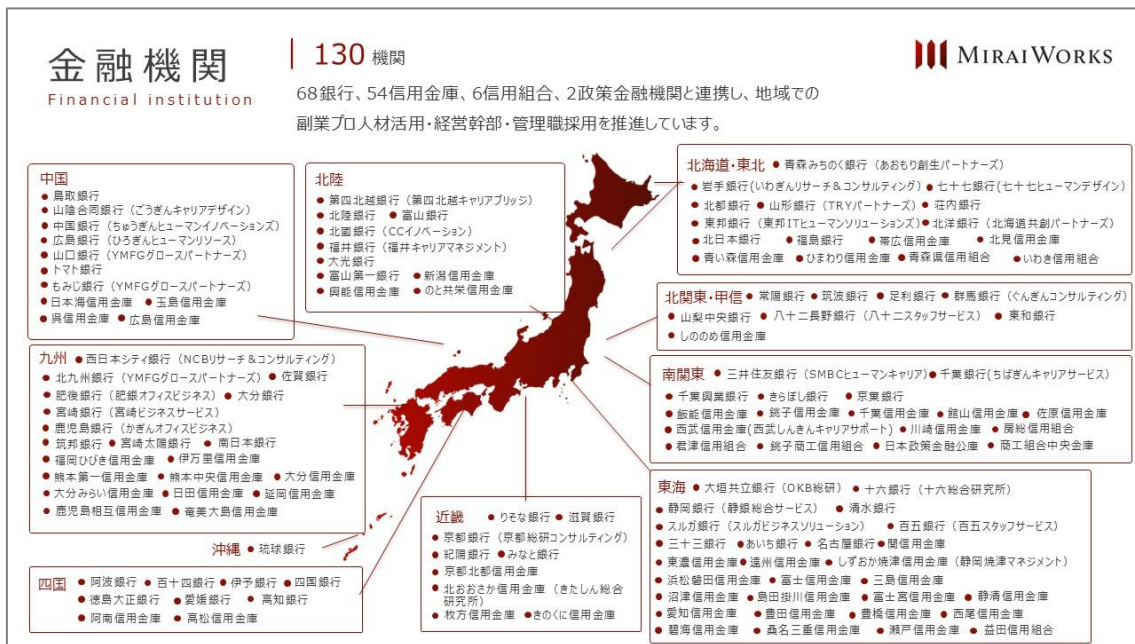 金融機関
Financial institution
130 機関
MIRAIWORKS
68銀行、54信用金庫、6信用組合、2政策金融機関と連携し、地域での
副業プロ人材活用・経営幹部・管理職採用を推進しています。
中国
● 鳥取銀行
● 山陰合同銀行（ごうぎんキャリアデザイン）
● 中国銀行（ちゅうぎんヒューマンイノベーションズ）
● 広島銀行（ひろぎんヒューマンリソース）
● 山口銀行（YMFGグロースパートナーズ）
● トマト銀行
● もみじ銀行（YMFGグロースパートナーズ）
● 日本海信用金庫 ● 玉島信用金庫
● 呉信用金庫 ● 広島信用金庫
北陸
● 第四北越銀行（第四北越キャリアブリッジ）
● 北陸銀行 ● 富山銀行
● 北國銀行（CCイノベーション）
● 福井銀行（福井キャリアマネジメント）
● 大光銀行
● 富山第一銀行 ● 新潟信用金庫
● 興能信用金庫 ● のと共栄信用金庫
北海道・東北 ● 青森みちのく銀行（あおもり創生パートナーズ）
● 岩手銀行(いわぎんリサーチ＆コンサルティング） ● 七十七銀行(七十七ヒューマンデザイン）
● 北都銀行 ● 山形銀行（TRYパートナーズ） ● 荘内銀行
● 東邦銀行（東邦ITヒューマンソリューションズ） ● 北洋銀行（北海道共創パートナーズ）
● 北日本銀行 ● 福島銀行 ● 帯広信用金庫 ● 北見信用金庫
● 青い森信用金庫 ● ひまわり信用金庫 ● 青森県信用組合 ● いわき信用組合
北関東・甲信 ● 常陽銀行 ● 筑波銀行 ● 足利銀行 ● 群馬銀行（ぐんぎんコンサルティング）
● 山梨中央銀行 ● 八十二長野銀行（八十二スタッフサービス） ● 東和銀行
● しののめ信用金庫
南関東 ● 三井住友銀行（SMBCヒューマンキャリア） ● 千葉銀行(ちばぎんキャリアサービス）
● 千葉興業銀行 ● きらぼし銀行 ● 京葉銀行
● 飯能信用金庫 ● 銚子信用金庫 ● 千葉信用金庫 ● 館山信用金庫 ● 佐原信用金庫
● 西武信用金庫(西武しんきんキャリアサポート） ● 川崎信用金庫 ● 房総信用組合
● 君津信用組合 ● 銚子商工信用組合 ● 日本政策金融公庫 ● 商工組合中央金庫
九州 ● 西日本シティ銀行（NCBリサーチ＆コンサルティング）
● 北九州銀行（YMFGグロースパートナーズ） ● 佐賀銀行
● 肥後銀行（肥銀オフィスビジネス） ● 大分銀行
● 宮崎銀行（宮崎ビジネスサービス）
● 鹿児島銀行（かぎんオフィスビジネス）
● 筑邦銀行 ● 宮崎太陽銀行 ● 南日本銀行
● 福岡ひびき信用金庫 ● 伊万里信用金庫
● 熊本第一信用金庫 ● 熊本中央信用金庫 ● 大分信用金庫
● 大分みらい信用金庫 ● 日田信用金庫 ● 延岡信用金庫
● 鹿児島相互信用金庫 ● 奄美大島信用金庫
沖縄 ● 琉球銀行
四国 ● 阿波銀行 ● 百十四銀行 ● 伊予銀行 ● 四国銀行
● 徳島大正銀行 ● 愛媛銀行 ● 高知銀行
● 阿南信用金庫 ● 高松信用金庫
近畿 ● りそな銀行 ● 滋賀銀行
● 京都銀行（京都総研コンサルティング）
● 紀陽銀行 ● みなと銀行
● 京都北都信用金庫
● 北おおさか信用金庫（きたしん総合
研究所）
● 枚方信用金庫 ● きのくに信用金庫
東海 ● 大垣共立銀行（OKB総研） ● 十六銀行（十六総合研究所）
● 静岡銀行（静銀総合サービス） ● 清水銀行
● スルガ銀行（スルガビジネスソリューション） ● 百五銀行（百五スタッフサービス）
● 三十三銀行 ● あいち銀行 ● 名古屋銀行 ● 関信用金庫
● 東濃信用金庫 ● 遠州信用金庫 ● しずおか焼津信用金庫（静岡焼津マネジメント）
● 浜松磐田信用金庫 ● 富士信用金庫 ● 三島信用金庫
● 沼津信用金庫 ● 島田掛川信用金庫 ● 富士宮信用金庫 ● 静清信用金庫
● 愛知信用金庫 ● 豊田信用金庫 ● 豊橋信用金庫 ● 西尾信用金庫
● 碧海信用金庫 ● 桑名三重信用金庫 ● 瀬戸信用金庫 ● 益田信用組合